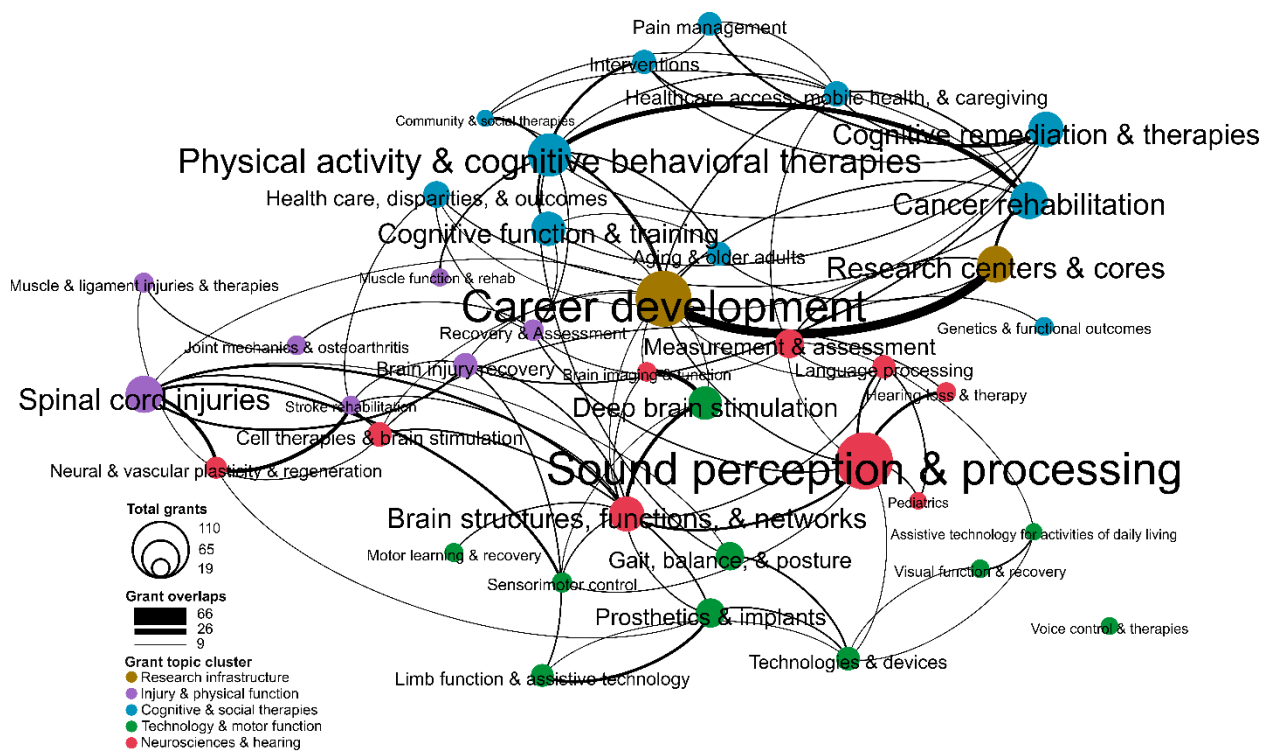 Pain management
Interventions
Healthcare access, mobile health, & caregiving
Community & social therapies
Cognitive remediation & therapies
Physical activity & cognitive behavioral therapies
Health care, disparities, & outcomes
Cancer rehabilitation
Cognitive function & training
Aging & older adults
Research centers & cores
Muscle function & rehab
Muscle & ligament injuries & therapies
Career development
Genetics & functional outcomes
Recovery & Assessment
Joint mechanics & osteoarthritis
Measurement & assessment
Brain injury recovery
Brain imaging & function
Language processing
Hearing loss & therapy
Spinal cord injuries
Stroke rehabilitation
Deep brain stimulation
Cell therapies & brain stimulation
Neural & vascular plasticity & regeneration
Sound perception & processing
Pediatrics
Brain structures, functions, & networks
Assistive technology for activities of daily living
Motor learning & recovery
Gait, balance, & posture
Visual function & recovery
Sensorimotor control
Prosthetics & implants
Voice control & therapies
Technologies & devices
Limb function & assistive technology
Total grants
110
65
19
Grant overlaps
66
26
9
Grant topic cluster
Research infrastructure
Injury & physical function
Cognitive & social therapies
Technology & motor function
Neurosciences & hearing